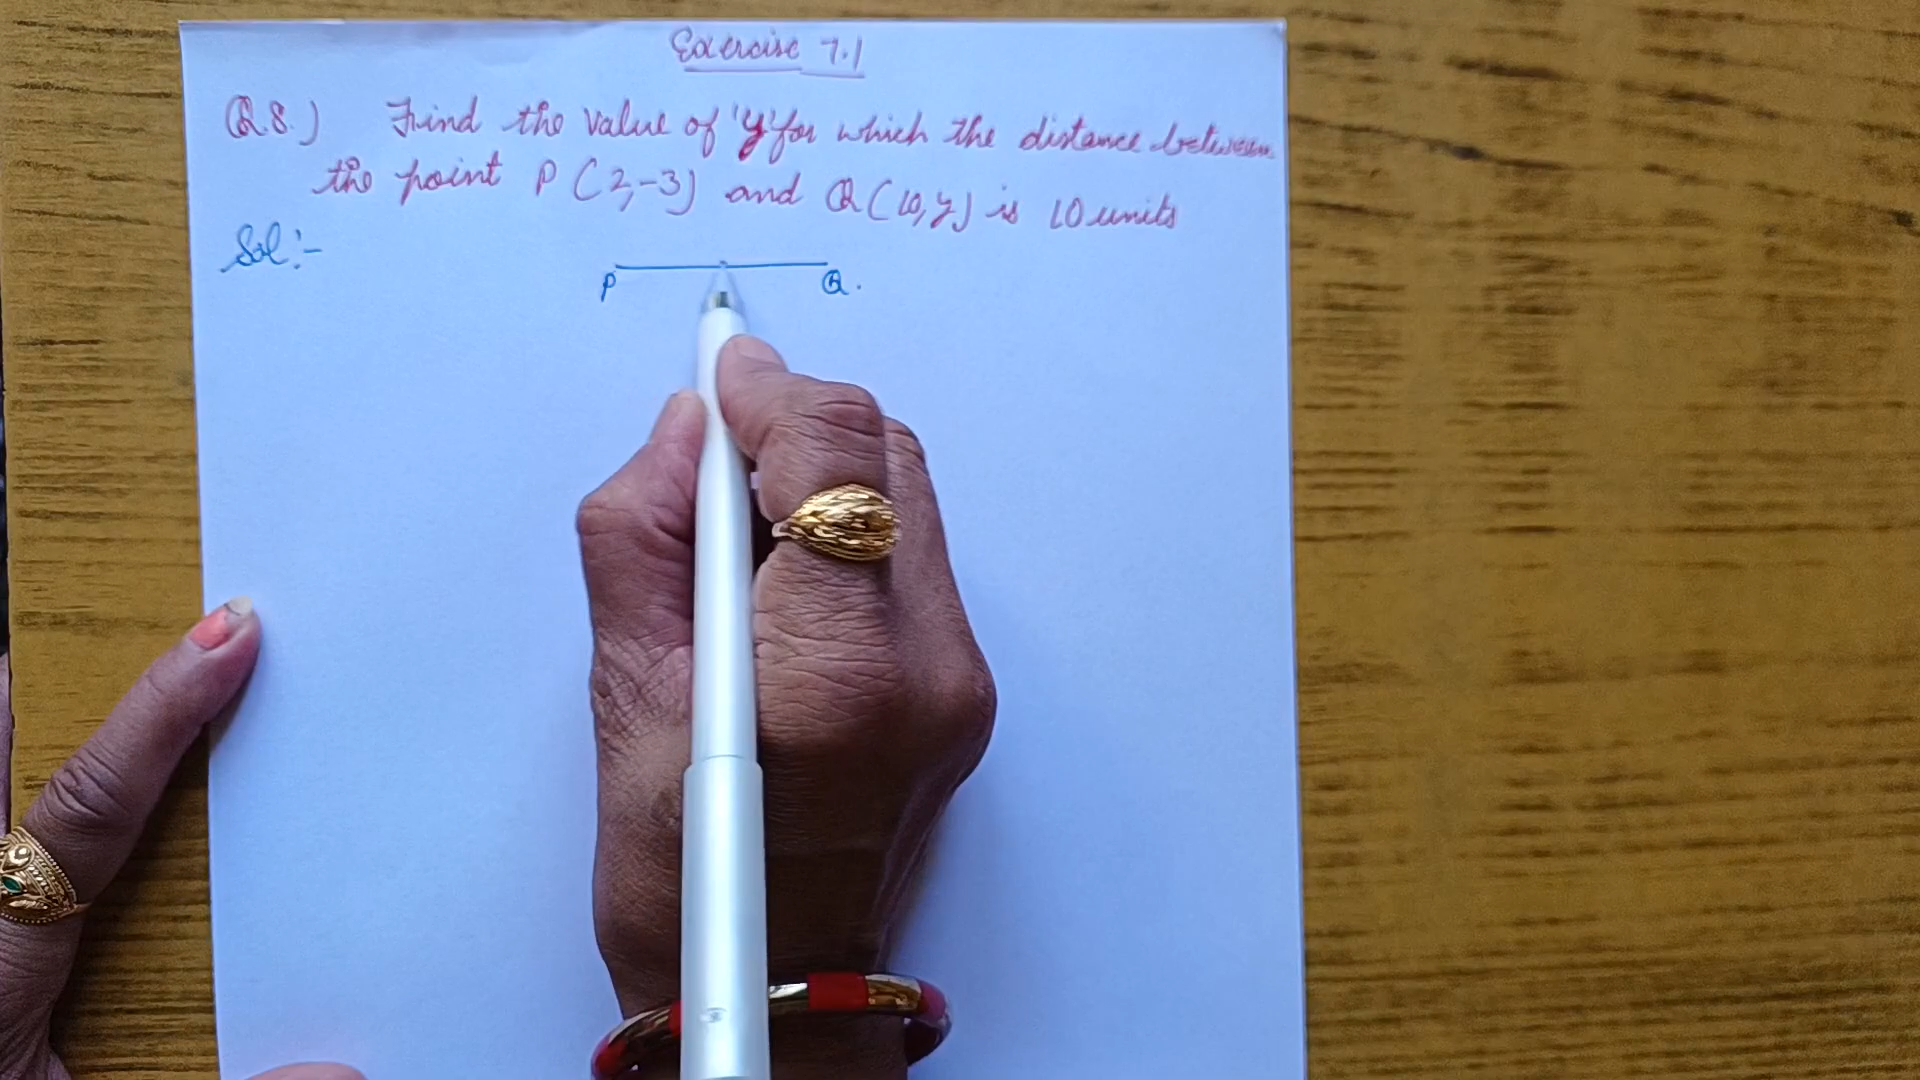 Exercise 7.1
Q.8.) Find the value of 'y' for which the distance between
the point P (2,-3) and Q (10,y) is 10 units
Sol:-
P Q.